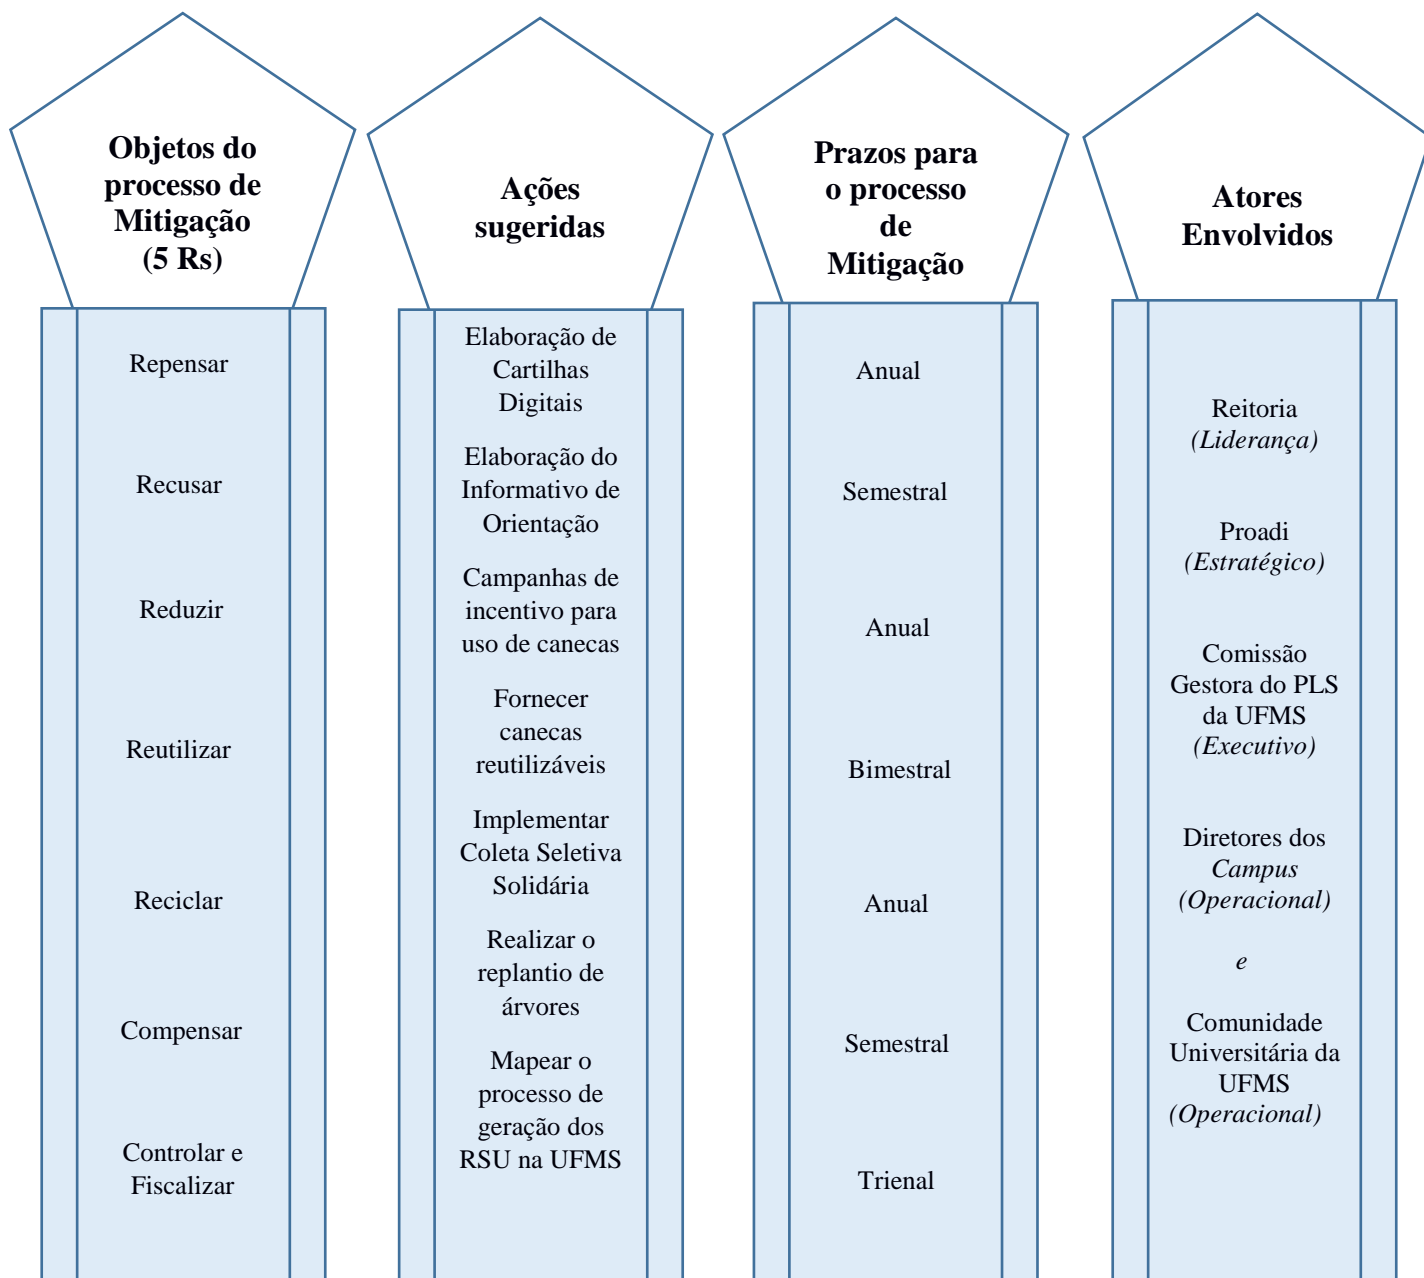 Objetos do
processo de
Mitigação
(5 Rs)
Repensar
Recusar
Reduzir
Reutilizar
Reciclar
Compensar
Controlar e
Fiscalizar
Ações
sugeridas
Elaboração de
Cartilhas
Digitais
Elaboração do
Informativo de
Orientação
Campanhas de
incentivo para
uso de canecas
Fornecer
canecas
reutilizáveis
Implementar
Coleta Seletiva
Solidária
Realizar o
replantio de
árvores
Mapear o
processo de
geração dos
RSU na UFMS
Prazos para
o processo
de
Mitigação
Anual
Semestral
Anual
Bimestral
Anual
Semestral
Trienal
Atores
Envolvidos
Reitoria
(Liderança)
Proadi
(Estratégico)
Comissão
Gestora do PLS
da UFMS
(Executivo)
Diretores dos
Campus
(Operacional)
e
Comunidade
Universitária da
UFMS
(Operacional)